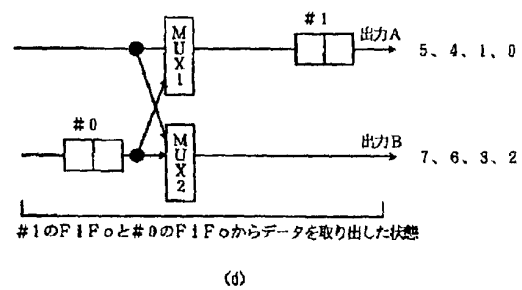 #1
出力A
MUX1
5、4、1、0
#0
MUX2
出力B
7、6、3、2
#1のFIFoと#0のFIFoからデータを取り出した状態
(d)